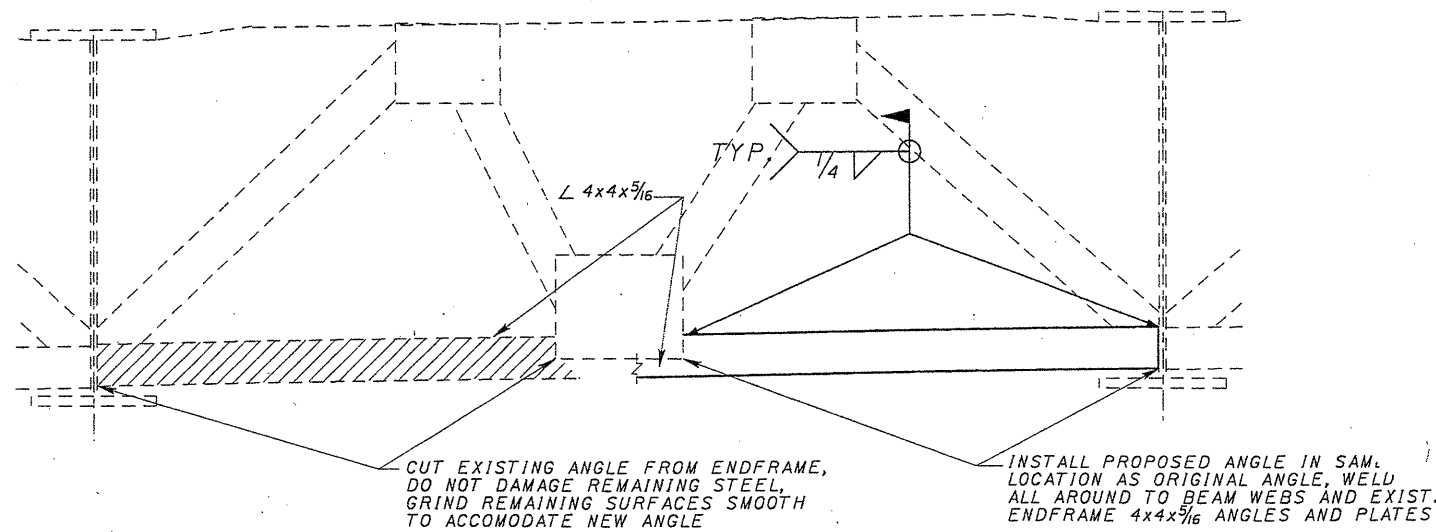 TYP.
1/4
∠ 4x4x5/16
CUT EXISTING ANGLE FROM ENDFRAME,
DO NOT DAMAGE REMAINING STEEL,
GRIND REMAINING SURFACES SMOOTH
TO ACCOMODATE NEW ANGLE
INSTALL PROPOSED ANGLE IN
LOCATION AS ORIGINAL ANGLE, WELD
ALL AROUND TO BEAM WEBS AND EXIST.
ENDFRAME 4x4x5/16 ANGLES AND PLATES